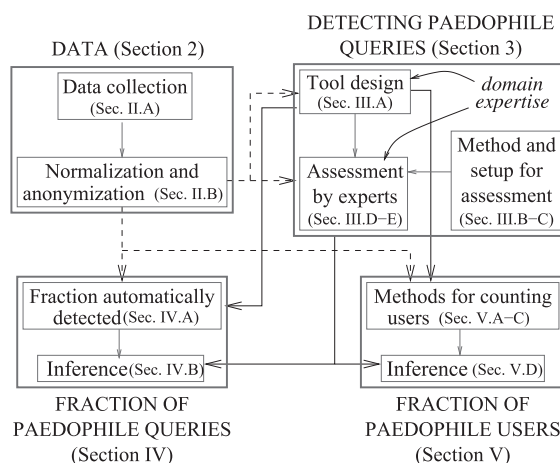 DATA (Section 2)
Data collection
(Sec. II.A)
Normalization and
anonymization (Sec. II.B)
DETECTING PAEDOPHILE
QUERIES (Section 3)
Tool design
(Sec. III.A)
domain
expertise
Assessment
by experts
(Sec. III.D−E)
Method and
setup for
assessment
(Sec. III.B−C)
Fraction automatically
detected(Sec. IV.A)
Inference(Sec. IV.B)
FRACTION OF
PAEDOPHILE QUERIES
(Section IV)
Methods for counting
users (Sec. V.A−C)
Inference (Sec. V.D)
FRACTION OF
PAEDOPHILE USERS
(Section V)